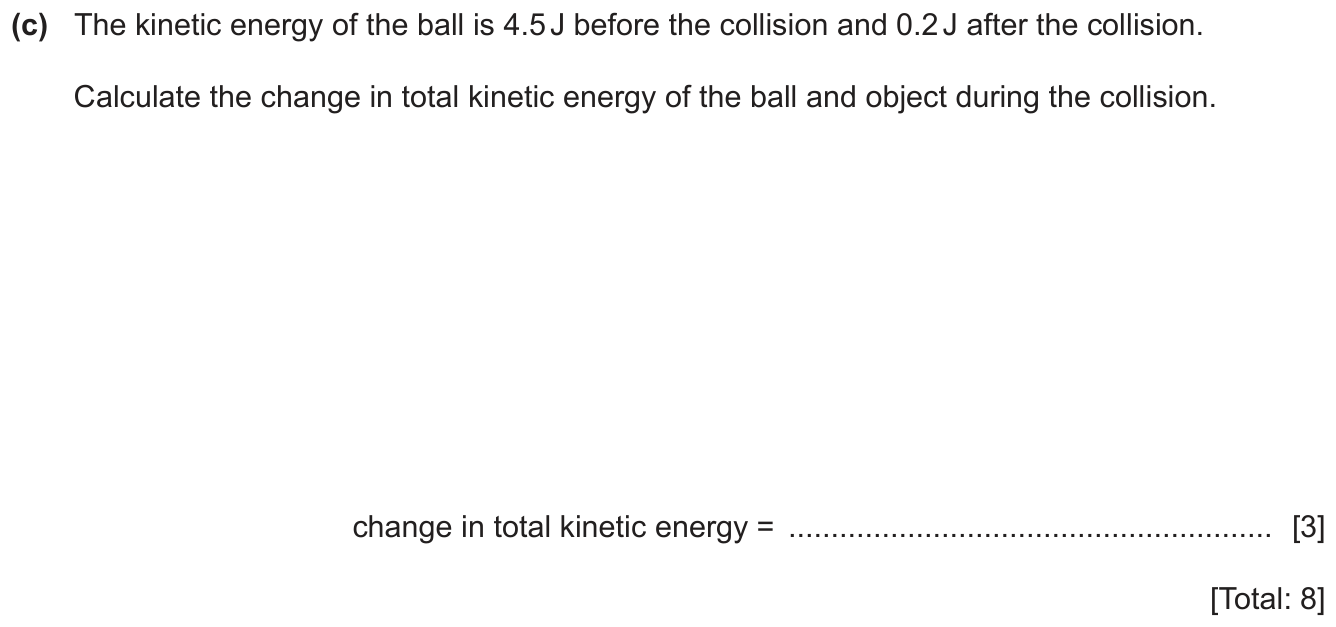 (c) The kinetic energy of the ball is 4.5 J before the collision and 0.2 J after the collision.
Calculate the change in total kinetic energy of the ball and object during the collision.
change in total kinetic energy = ......................................................... [3]
[Total: 8]